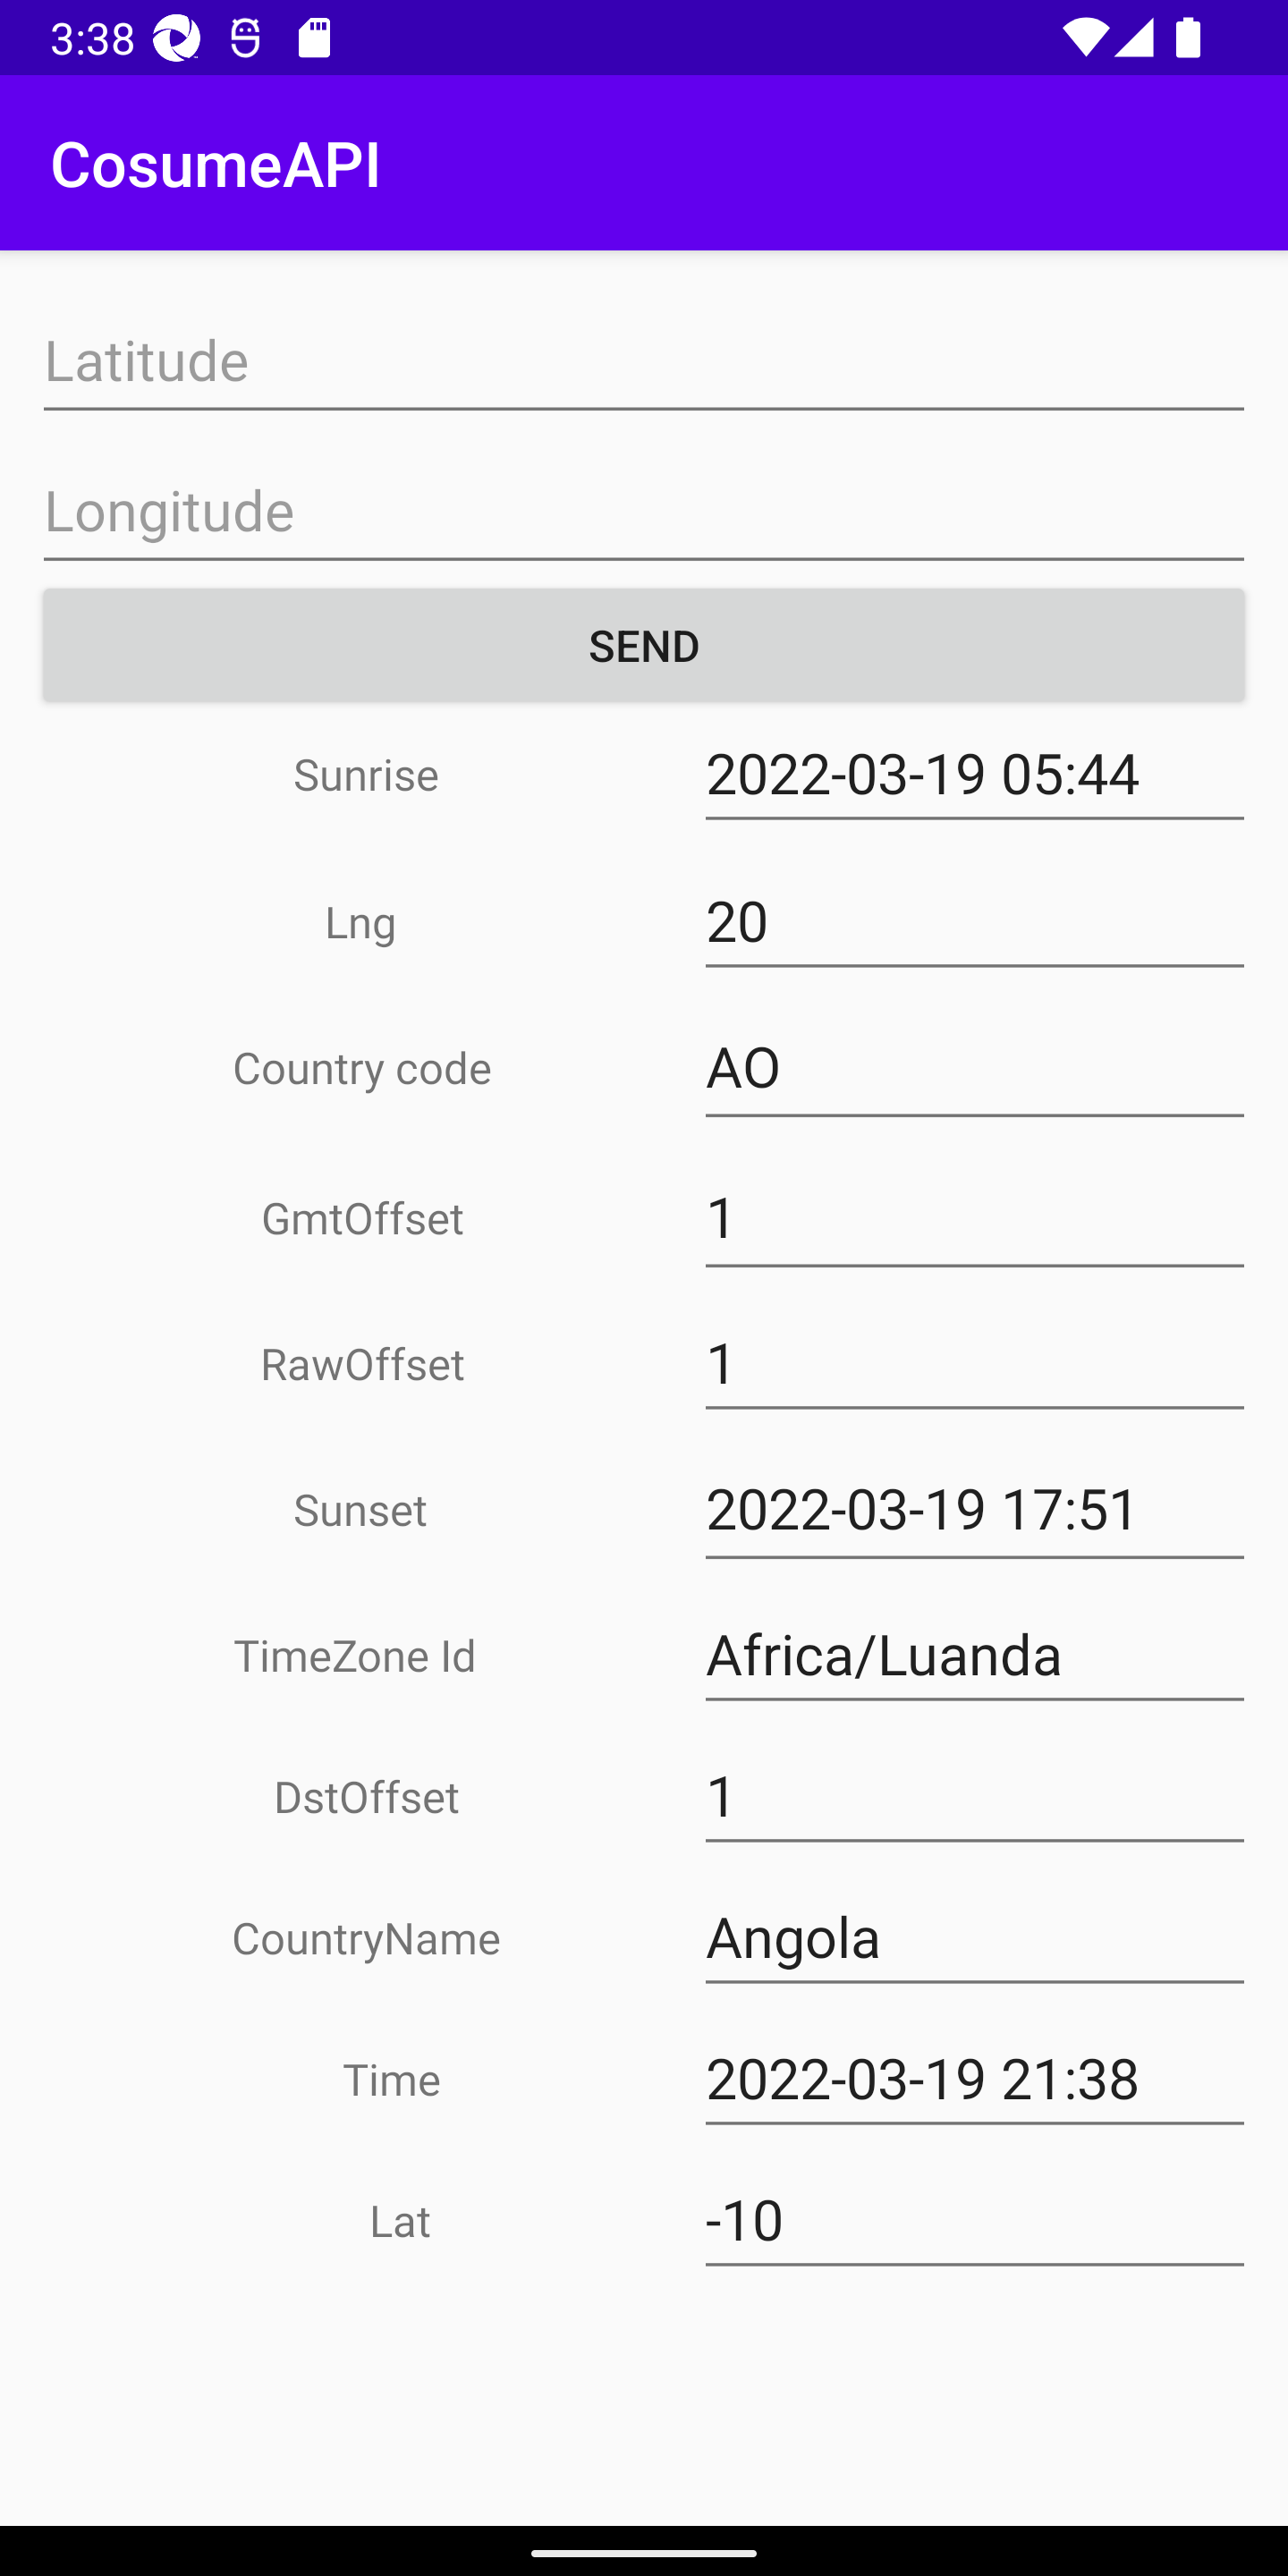 3:38
CosumeAPI
Latitude
Longitude
SEND
Sunrise 2022-03-19 05:44
Lng 20
Country code AO
GmtOffset 1
RawOffset 1
Sunset 2022-03-19 17:51
TimeZone Id Africa/Luanda
DstOffset 1
CountryName Angola
Time 2022-03-19 21:38
Lat -10